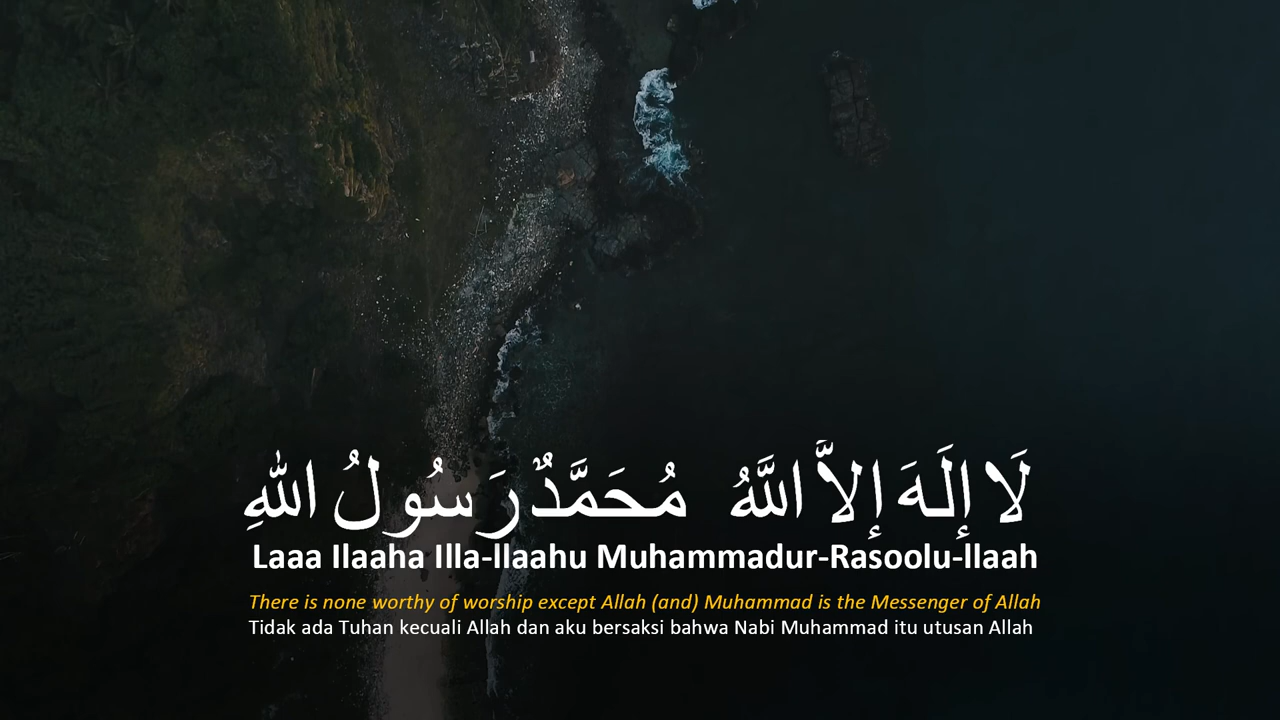 لَا إِلَهَ إِلاَّ اللَّهُ مُحَمَّدٌ رَسُولُ اللهِ
Laaa Ilaaha Illa-llaahu Muhammadur-Rasoolu-llaah
There is none worthy of worship except Allah (and) Muhammad is the Messenger of Allah
Tidak ada Tuhan kecuali Allah dan aku bersaksi bahwa Nabi Muhammad itu utusan Allah